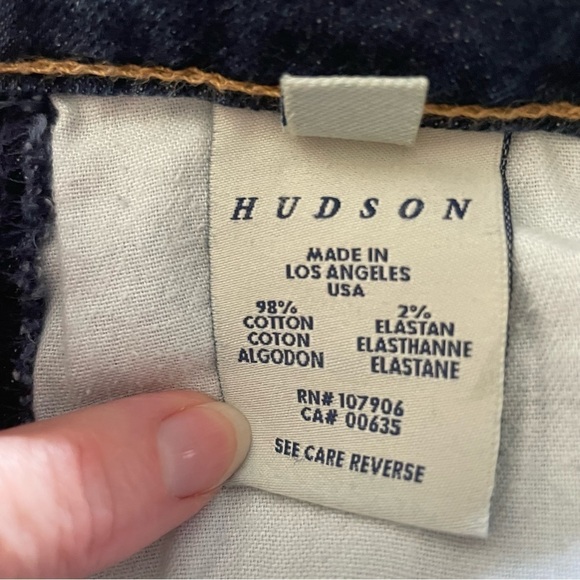 HUDSON
MADE IN
LOS ANGELES
USA
98%
COTTON
COTON
ALGODON
2%
ELASTAN
ELASTHANNE
ELASTANE
RN# 107906
CA# 00635
SEE CARE REVERSE